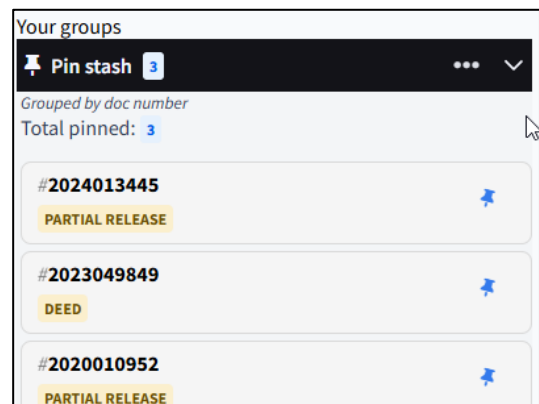 Your groups
Pin stash 3
Grouped by doc number
Total pinned: 3
#2024013445
PARTIAL RELEASE
#2023049849
DEED
#2020010952
PARTIAL RELEASE